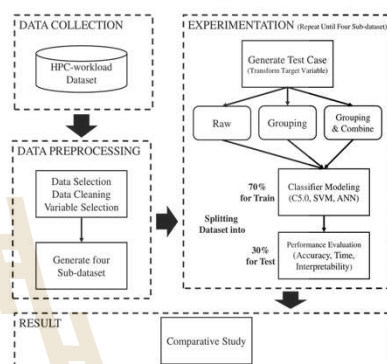 DATA COLLECTION
HPC-workload
Dataset
DATA PREPROCESSING
Data Selection
Data Cleaning
Variable Selection
Generate four
Sub-dataset
EXPERIMENTATION (Repeat Until Four Sub-dataset)
Generate Test Case
(Transform Target Variable)
Raw
Grouping
Grouping
& Combine
70%
for Train
Classifier Modeling
(C5.0, SVM, ANN)
Splitting
Dataset into
30%
for Test
Performance Evaluation
(Accuracy, Time,
Interpretability)
RESULT
Comparative Study